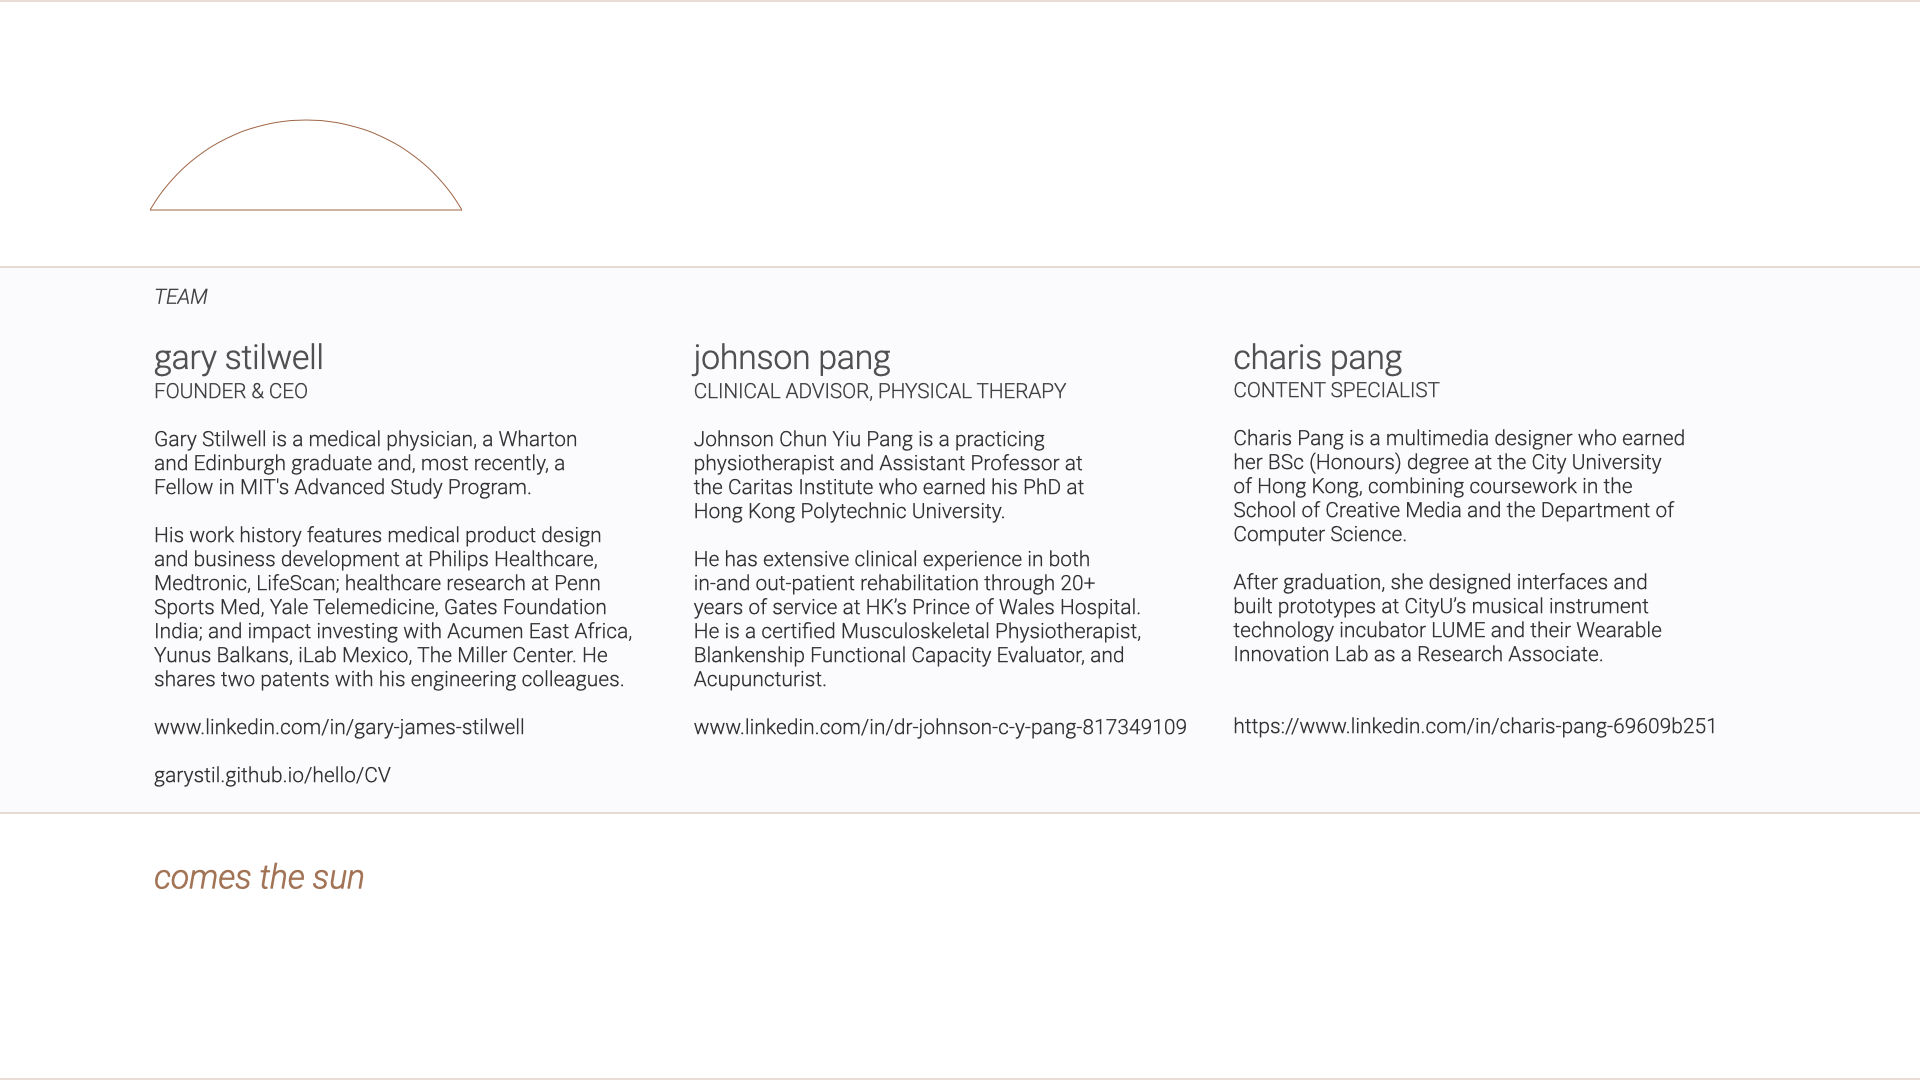 TEAM
gary stilwell
FOUNDER & CEO
Gary Stilwell is a medical physician, a Wharton
and Edinburgh graduate and, most recently, a
Fellow in MIT's Advanced Study Program.
His work history features medical product design
and business development at Philips Healthcare,
Medtronic, LifeScan; healthcare research at Penn
Sports Med, Yale Telemedicine, Gates Foundation
India; and impact investing with Acumen East Africa,
Yunus Balkans, iLab Mexico, The Miller Center. He
shares two patents with his engineering colleagues.
www.linkedin.com/in/gary-james-stilwell
garystil.github.io/hello/CV
johnson pang
CLINICAL ADVISOR, PHYSICAL THERAPY
Johnson Chun Yiu Pang is a practicing
physiotherapist and Assistant Professor at
the Caritas Institute who earned his PhD at
Hong Kong Polytechnic University.
He has extensive clinical experience in both
in-and out-patient rehabilitation through 20+
years of service at HK’s Prince of Wales Hospital.
He is a certified Musculoskeletal Physiotherapist,
Blankenship Functional Capacity Evaluator, and
Acupuncturist.
www.linkedin.com/in/dr-johnson-c-y-pang-817349109
charis pang
CONTENT SPECIALIST
Charis Pang is a multimedia designer who earned
her BSc (Honours) degree at the City University
of Hong Kong, combining coursework in the
School of Creative Media and the Department of
Computer Science.
After graduation, she designed interfaces and
built prototypes at CityU’s musical instrument
technology incubator LUME and their Wearable
Innovation Lab as a Research Associate.
https://www.linkedin.com/in/charis-pang-69609b251
comes the sun